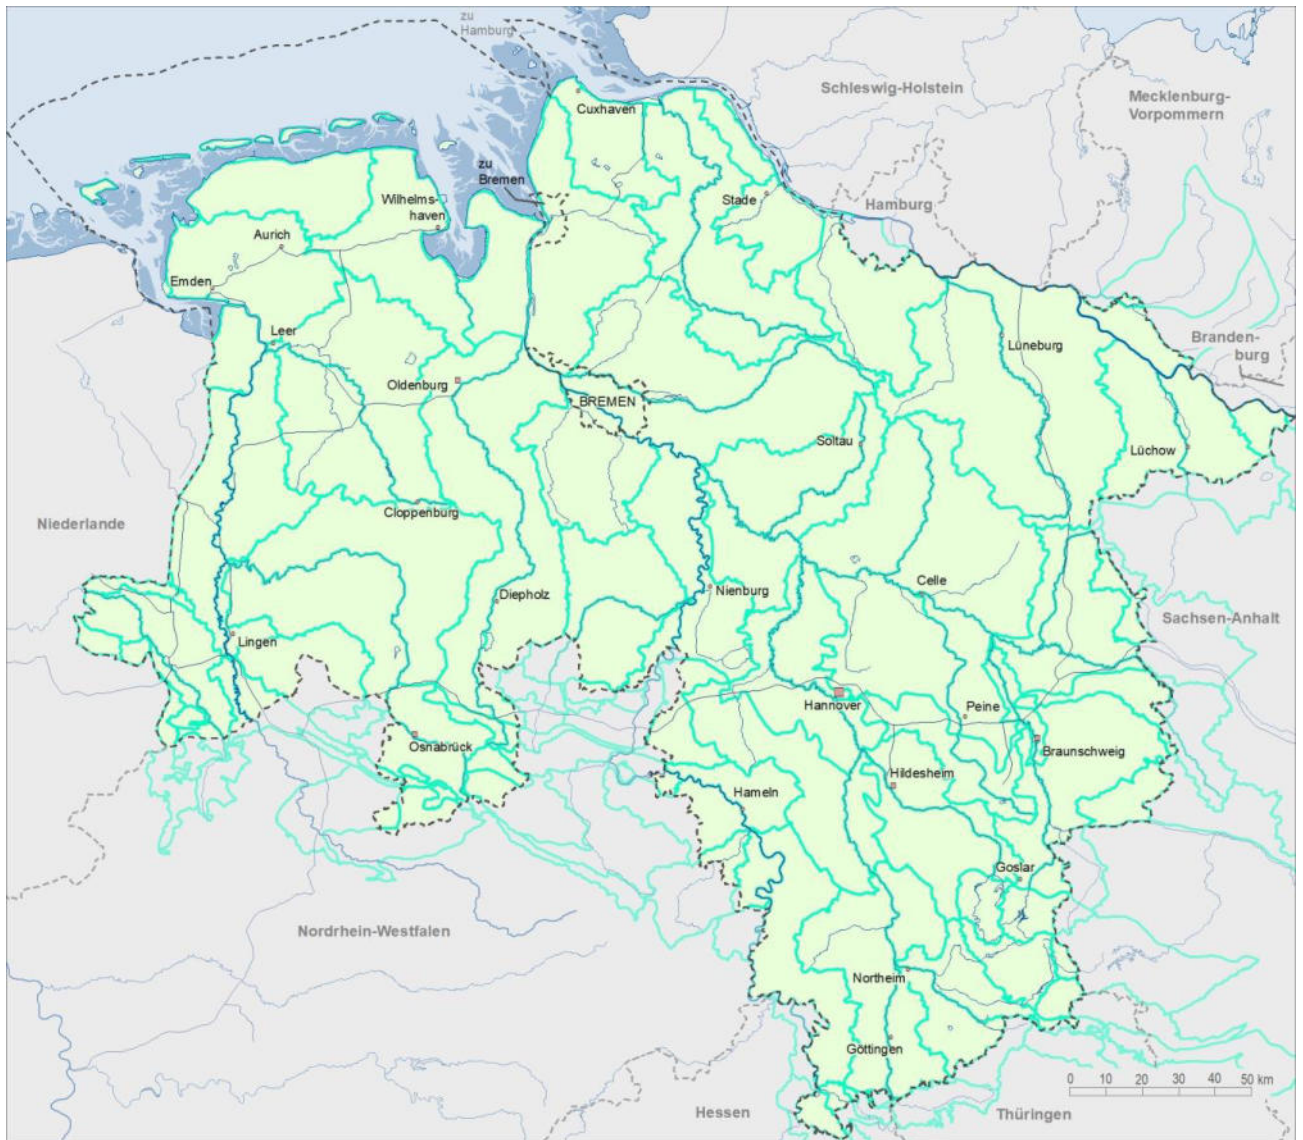 zu
Hamburg
Schleswig-Holstein
Mecklenburg-
Vorpommern
Cuxhaven
zu
Bremen
Wilhelms-
haven
Stade
Hamburg
Aurich
Emden
Leer
Lüneburg
Branden-
burg
Oldenburg
BREMEN
Soltau
Lüchow
Cloppenburg
Niederlande
Celle
Diepholz
Nienburg
Sachsen-Anhalt
Lingen
Hannover
Peine
Osnabrück
Braunschweig
Hildesheim
Hameln
Goslar
Nordrhein-Westfalen
Northeim
Göttingen
0 10 20 30 40 50 km
Hessen
Thüringen